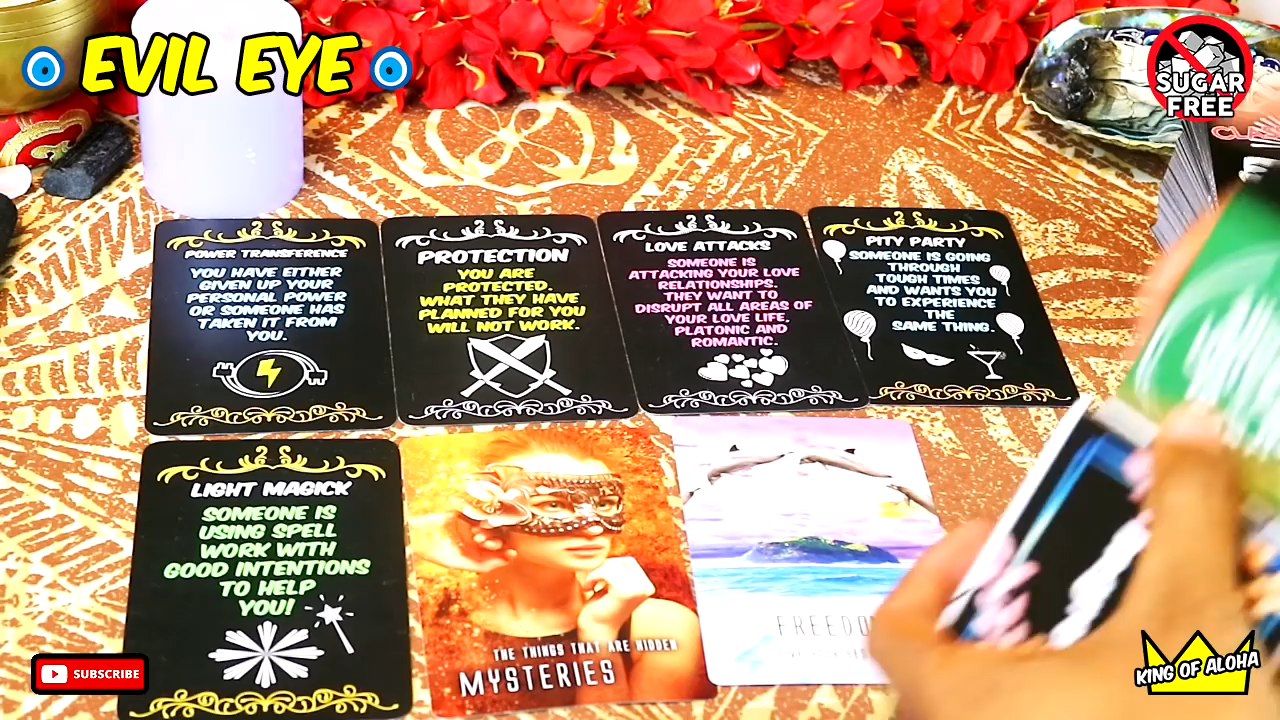 EVIL EYE
SUGAR
FREE
POWER TRANSFERENCE
YOU HAVE EITHER
GIVEN UP YOUR
PERSONAL POWER
OR SOMEONE HAS
TAKEN IT FROM
YOU.
PROTECTION
YOU ARE
PROTECTED.
WHAT THEY HAVE
PLANNED FOR YOU
WILL NOT WORK.
LOVE ATTACKS
SOMEONE IS
ATTACKING YOUR LOVE
RELATIONSHIPS.
THEY WANT TO
DISRUPT ALL AREAS OF
YOUR LOVE LIFE,
PLATONIC AND
ROMANTIC.
PITY PARTY
SOMEONE IS GOING
THROUGH
TOUGH TIMES
AND WANTS YOU
TO EXPERIENCE
THE
SAME THING.
LIGHT MAGICK
SOMEONE IS
USING SPELL
WORK WITH
GOOD INTENTIONS
TO HELP
YOU!
THE THINGS THAT ARE HIDDEN
MYSTERIES
FREEDO
SUBSCRIBE
KING OF ALOHA